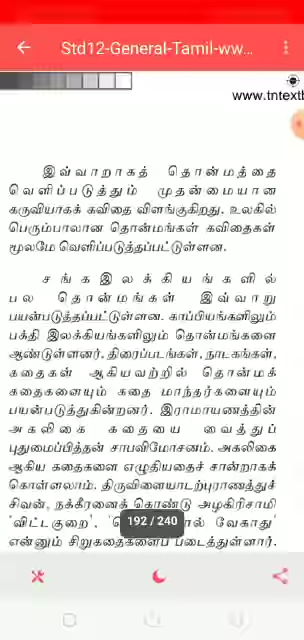 Std12-General-Tamil-ww...
www.tntextb
இவ்வாறாகத் தொன்மத்தை
வெளிப்படுத்தும் முதன்மையான
கருவியாகக் கவிதை விளங்குகிறது. உலகில்
பெரும்பாலான தொன்மங்கள் கவிதைகள்
மூலமே வெளிப்படுத்தப்பட்டுள்ளன.
சங்கஇலக்கியங்களில்
பல தொன்மங்கள் இவ்வாறு
பயன்படுத்தப்பட்டுள்ளன. காப்பியங்களிலும்
பக்தி இலக்கியங்களிலும் தொன்மங்களை
ஆண்டுள்ளனர். திரைப்படங்கள், நாடகங்கள்,
கதைகள் ஆகியவற்றில் தொன்மக்
கதைகளையும் கதை மாந்தர்களையும்
பயன்படுத்துகின்றனர். இராமாயணத்தின்
அகலிகை கதையை வைத்துப்
புதுமைப்பித்தன் சாபவிமோசனம். அகலிகை
ஆகிய கதைகளை எழுதியதைச் சான்றாகக்
கொள்ளலாம். திருவிளையாடற்புராணத்துச்
சிவன், நக்கீரனைக் கொண்டு அழகிரிசாமி
'விட்டகுறை', வேகாது'
என்னும் சிறுகதைகளைப் படைத்துள்ளார்.
192 / 240